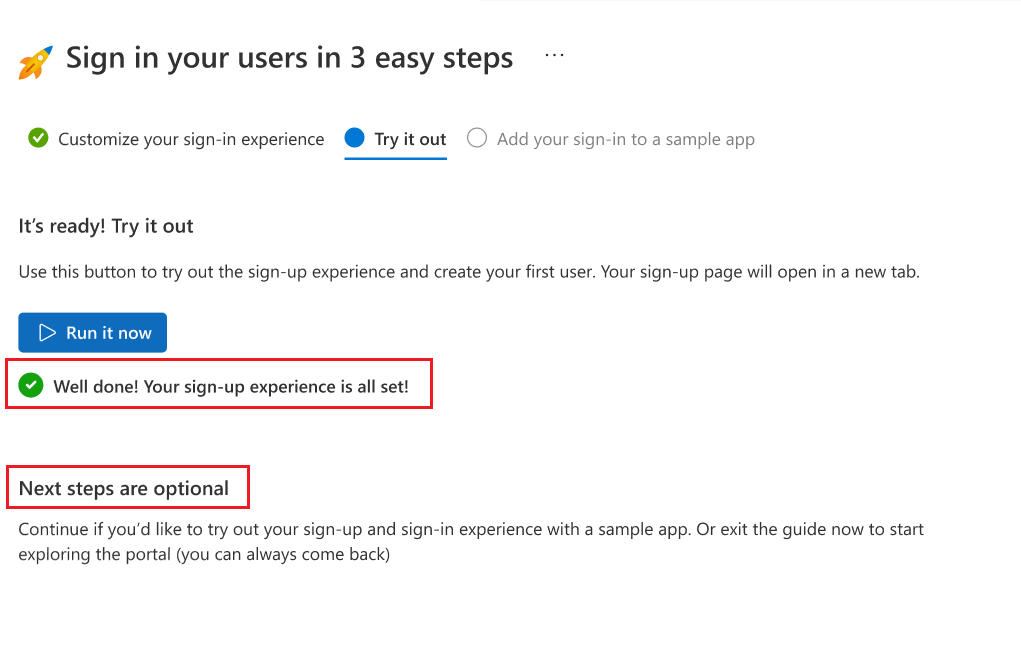 Sign in your users in 3 easy steps ...
Customize your sign-in experience Try it out Add your sign-in to a sample app
It’s ready! Try it out
Use this button to try out the sign-up experience and create your first user. Your sign-up page will open in a new tab.
Run it now
Well done! Your sign-up experience is all set!
Next steps are optional
Continue if you’d like to try out your sign-up and sign-in experience with a sample app. Or exit the guide now to start
exploring the portal (you can always come back)